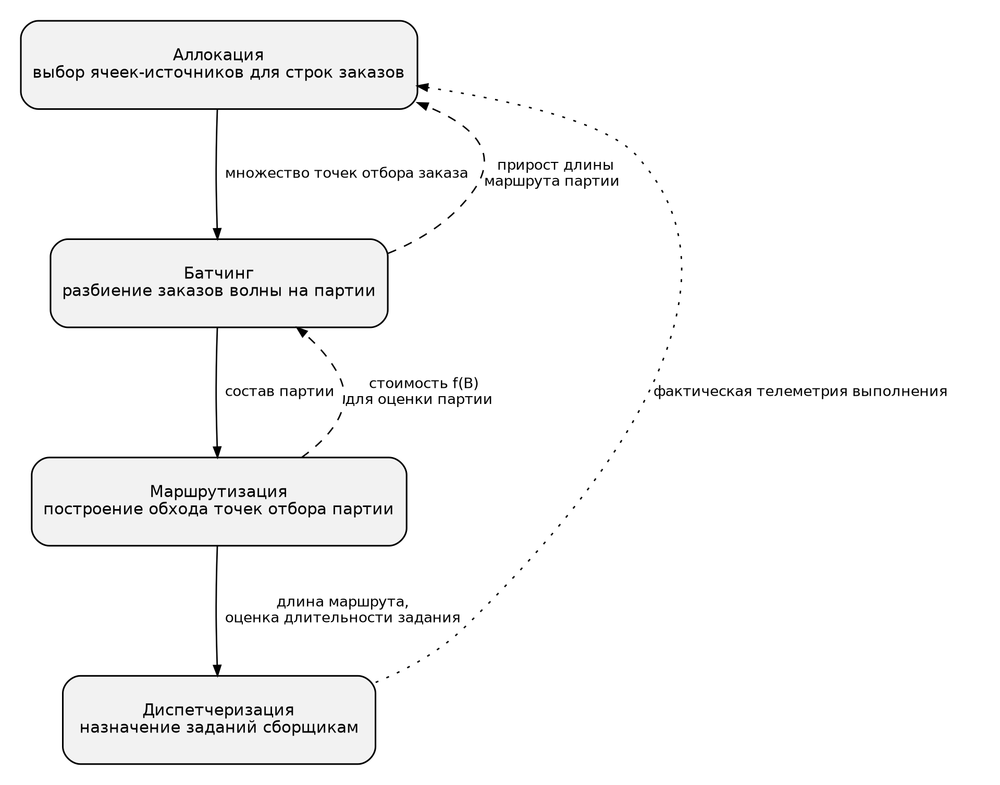 Аллокация
выбор ячеек-источников для строк заказов
множество точек отбора заказа
прирост длины
маршрута партии
Батчинг
разбиение заказов волны на партии
состав партии
стоимость f(B)
для оценки партии
фактическая телеметрия выполнения
Маршрутизация
построение обхода точек отбора партии
длина маршрута,
оценка длительности задания
Диспетчеризация
назначение заданий сборщикам